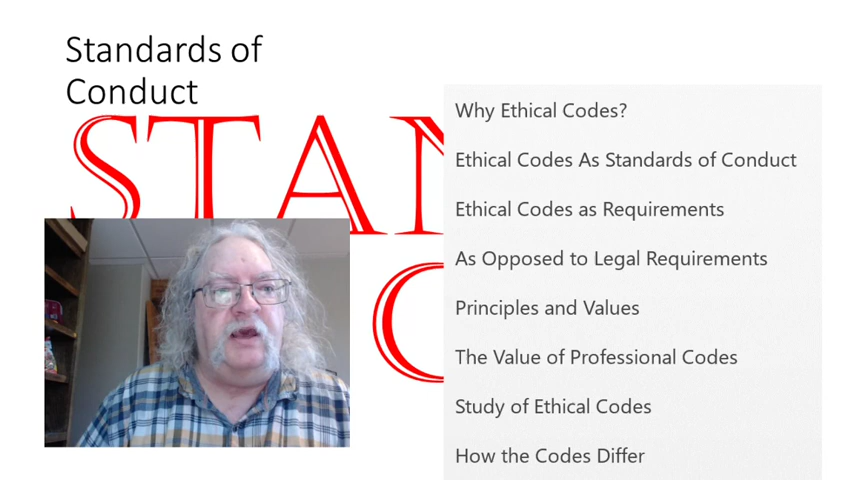 Standards of
Conduct
STAN
C
Why Ethical Codes?
Ethical Codes As Standards of Conduct
Ethical Codes as Requirements
As Opposed to Legal Requirements
Principles and Values
The Value of Professional Codes
Study of Ethical Codes
How the Codes Differ